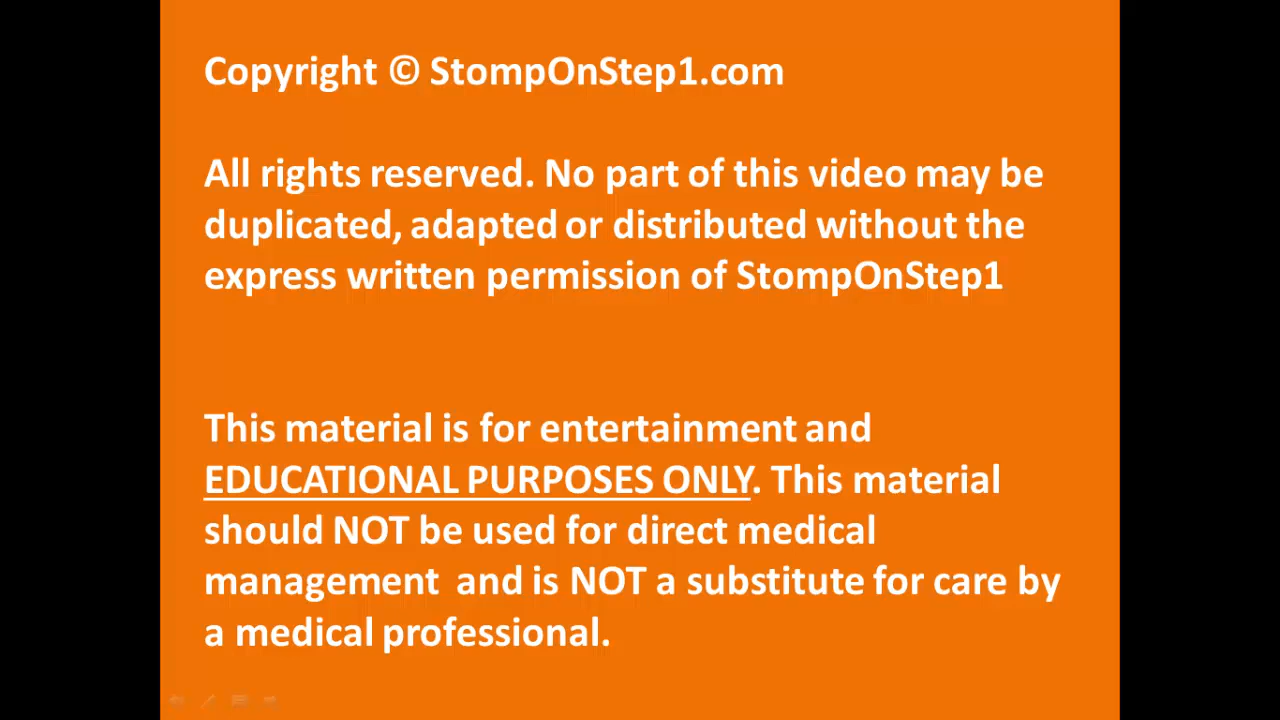 Copyright © StompOnStep1.com
All rights reserved. No part of this video may be
duplicated, adapted or distributed without the
express written permission of StompOnStep1
This material is for entertainment and
EDUCATIONAL PURPOSES ONLY. This material
should NOT be used for direct medical
management and is NOT a substitute for care by
a medical professional.